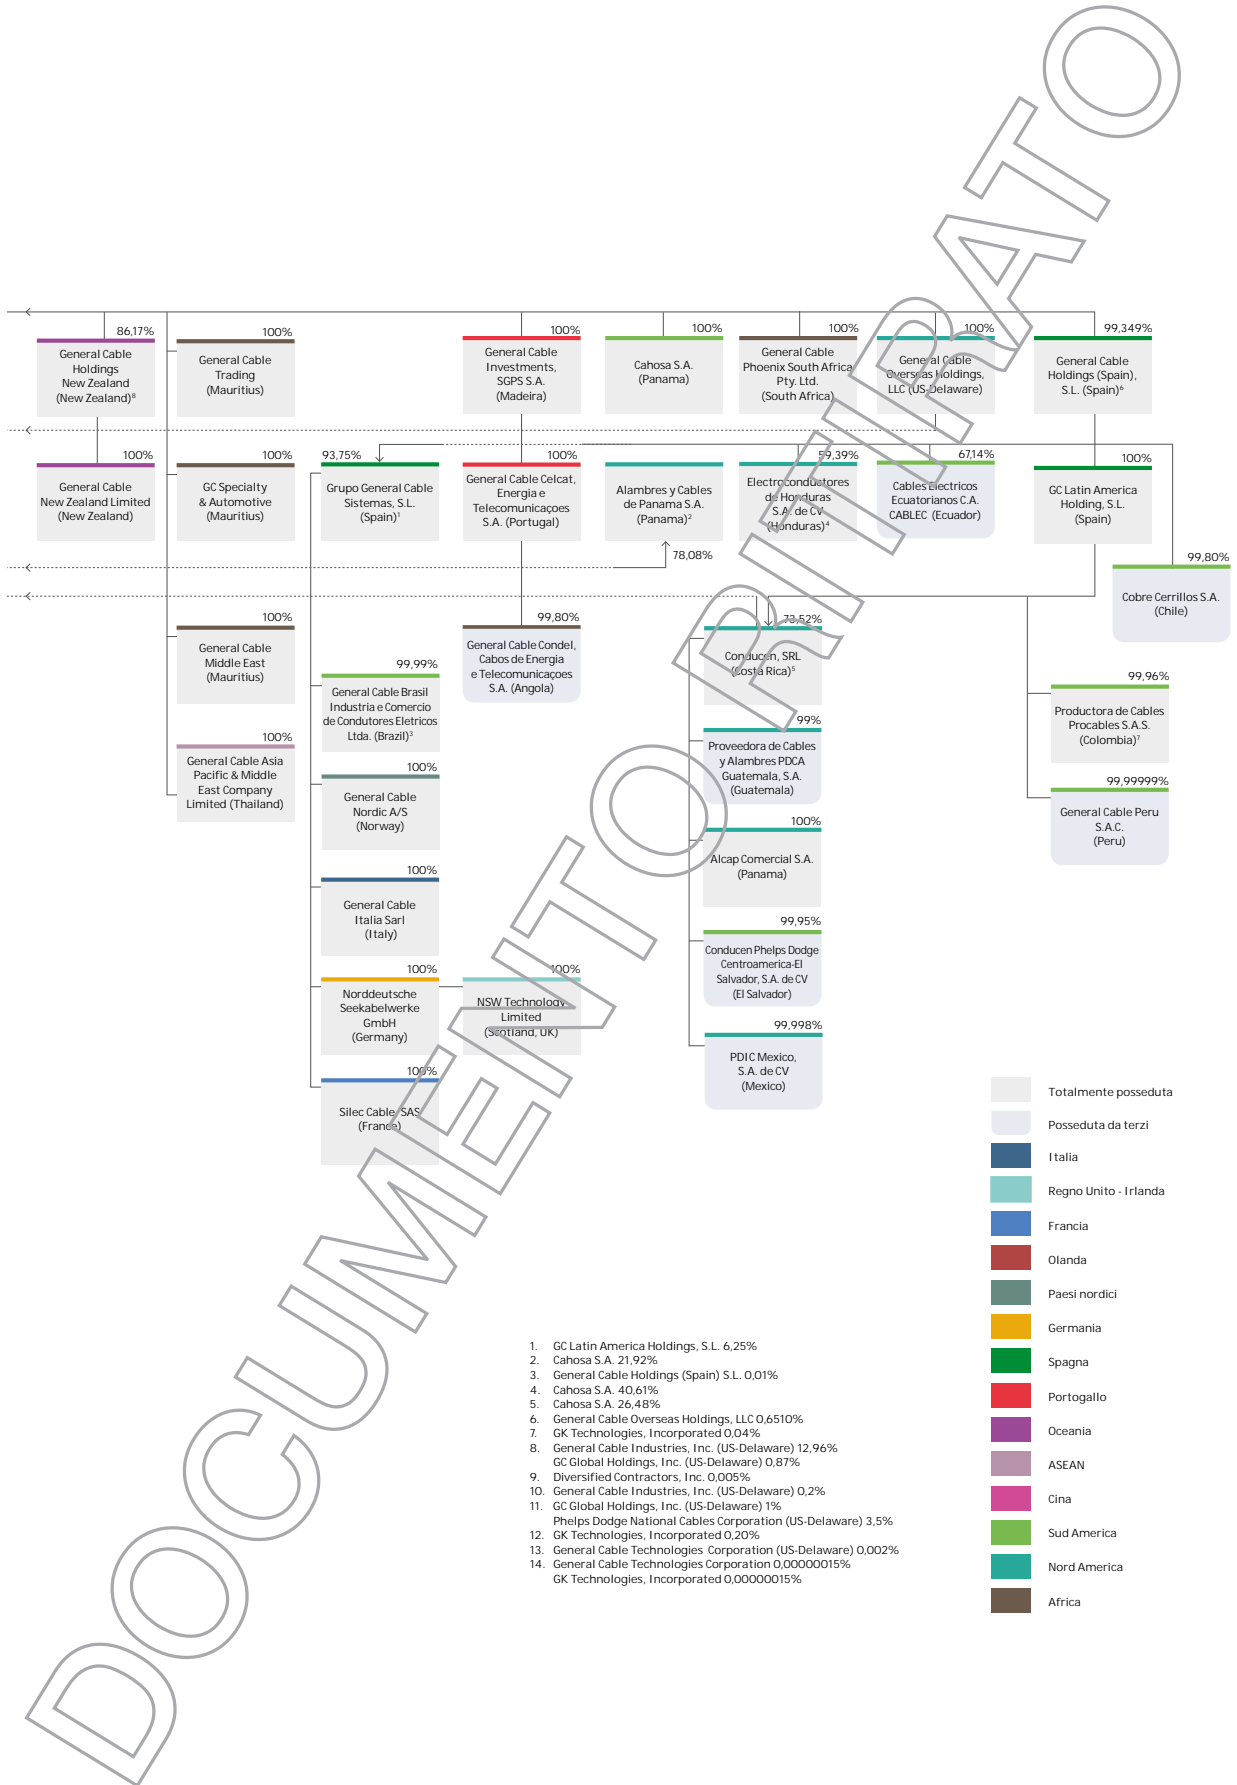 86,17%
General Cable
Holdings
New Zealand
(New Zealand)8
100%
General Cable
Trading
(Mauritius)
100%
General Cable
Investments,
SGPS S.A.
(Madeira)
100%
Cahosa S.A.
(Panama)
100%
General Cable
Phoenix South Africa
Pty. Ltd.
(South Africa)
100%
General Cable
Overseas Holdings,
LLC (US-Delaware)
99,349%
General Cable
Holdings (Spain),
S.L. (Spain)6
100%
General Cable
New Zealand Limited
(New Zealand)
100%
GC Specialty
& Automotive
(Mauritius)
93,75%
Grupo General Cable
Sistemas, S.L.
(Spain)1
100%
General Cable Celcat,
Energia e
Telecomunicaçoes
S.A. (Portugal)
Alambres y Cables
de Panama S.A.
(Panama)2
78,08%
59,39%
Electroconductores
de Honduras
S.A. de CV
(Honduras)4
67,14%
Cables Electricos
Ecuatorianos C.A.
CABLEC (Ecuador)
100%
GC Latin America
Holding, S.L.
(Spain)
99,80%
Cobre Cerrillos S.A.
(Chile)
100%
General Cable
Middle East
(Mauritius)
99,99%
General Cable Brasil
Industria e Comercio
de Condutores Eletricos
Ltda. (Brazil)3
99,80%
General Cable Condel,
Cabos de Energia
e Telecomunicaçoes
S.A. (Angola)
73,52%
Conducen, SRL
(Costa Rica)5
99,96%
Productora de Cables
Procables S.A.S.
(Colombia)7
100%
General Cable Asia
Pacific & Middle
East Company
Limited (Thailand)
100%
General Cable
Nordic A/S
(Norway)
99%
Proveedora de Cables
y Alambres PDCA
Guatemala, S.A.
(Guatemala)
99,99999%
General Cable Peru
S.A.C.
(Peru)
100%
General Cable
Italia Sarl
(Italy)
100%
Alcap Comercial S.A.
(Panama)
100%
Norddeutsche
Seekabelwerke
GmbH
(Germany)
100%
NSW Technology
Limited
(Scotland, UK)
99,95%
Conducen Phelps Dodge
Centroamerica-El
Salvador, S.A. de CV
(El Salvador)
100%
Silec Cable, SAS
(France)
99,998%
PDIC Mexico,
S.A. de CV
(Mexico)
Totalmente posseduta
Posseduta da terzi
Italia
Regno Unito - Irlanda
Francia
Olanda
Paesi nordici
Germania
Spagna
Portogallo
Oceania
ASEAN
Cina
Sud America
Nord America
Africa
1. GC Latin America Holdings, S.L. 6,25%
2. Cahosa S.A. 21,92%
3. General Cable Holdings (Spain) S.L. 0,01%
4. Cahosa S.A. 40,61%
5. Cahosa S.A. 26,48%
6. General Cable Overseas Holdings, LLC 0,6510%
7. GK Technologies, Incorporated 0,04%
8. General Cable Industries, Inc. (US-Delaware) 12,96%
GC Global Holdings, Inc. (US-Delaware) 0,87%
9. Diversified Contractors, Inc. 0,005%
10. General Cable Industries, Inc. (US-Delaware) 0,2%
11. GC Global Holdings, Inc. (US-Delaware) 1%
Phelps Dodge National Cables Corporation (US-Delaware) 3,5%
12. GK Technologies, Incorporated 0,20%
13. General Cable Technologies Corporation (US-Delaware) 0,002%
14. General Cable Technologies Corporation 0,00000015%
GK Technologies, Incorporated 0,00000015%
DOCUMENTO RITIRATO